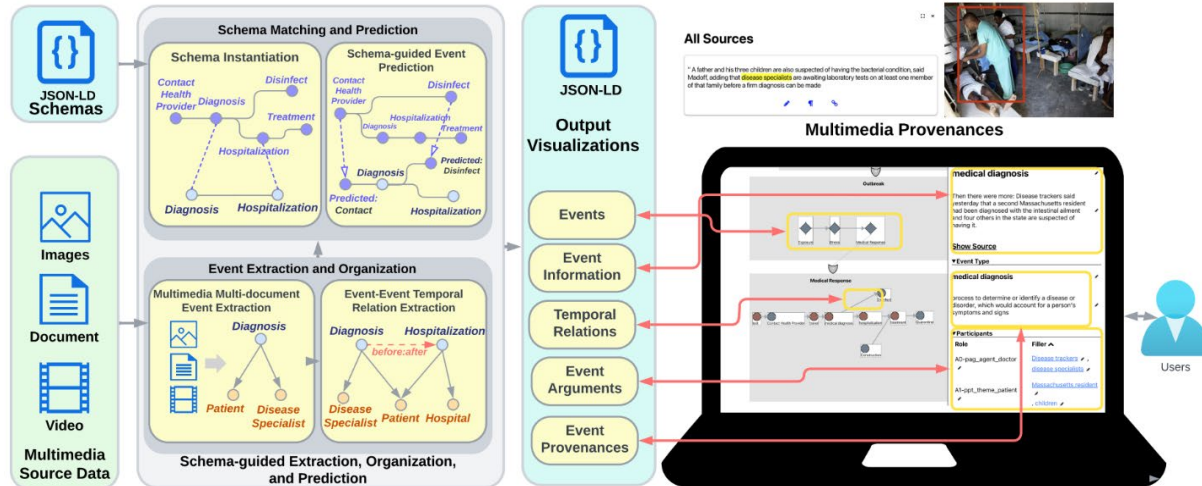 JSON-LD
Schemas
Images
Document
Video
Multimedia
Source Data
Schema Matching and Prediction
Schema Instantiation
Contact
Health
Provider
Diagnosis
Disinfect
Treatment
Hospitalization
Diagnosis
Hospitalization
Schema-guided Event
Prediction
Contact
Health
Provider
Disinfect
Diagnosis
Hospitalization
Treatment
Predicted:
Disinfect
Diagnosis
Predicted:
Contact
Hospitalization
Event Extraction and Organization
Multimedia Multi-document
Event Extraction
Diagnosis
Patient
Disease
Specialist
Event-Event Temporal
Relation Extraction
Diagnosis
Hospitalization
before:after
Disease
Specialist
Patient
Hospital
Schema-guided Extraction, Organization,
and Prediction
JSON-LD
Output
Visualizations
Events
Event
Information
Temporal
Relations
Event
Arguments
Event
Provenances
All Sources
" A father and his three children are also suspected of having the bacterial condition, said
Madoff, adding that disease specialists are awaiting laboratory tests on at least one member
of that family before a firm diagnosis can be made
Multimedia Provenances
Outbreak
Medical Response
Medical Response
medical diagnosis
When there were more: Disease trackers said
yesterday that a second Massachusetts resident
had been diagnosed with the intestinal ailment
and four others in the state are suspected of
having it.
Show Source
▾Event Type
medical diagnosis
process to determine or identify a disease or
disorder, which would account for a person's
symptoms and signs
▾Participants
Role
Filler
A0-pag_agent_doctor
Disease trackers
, disease specialists
A1-ppt_theme_patient
Massachusetts resident
, children
Users